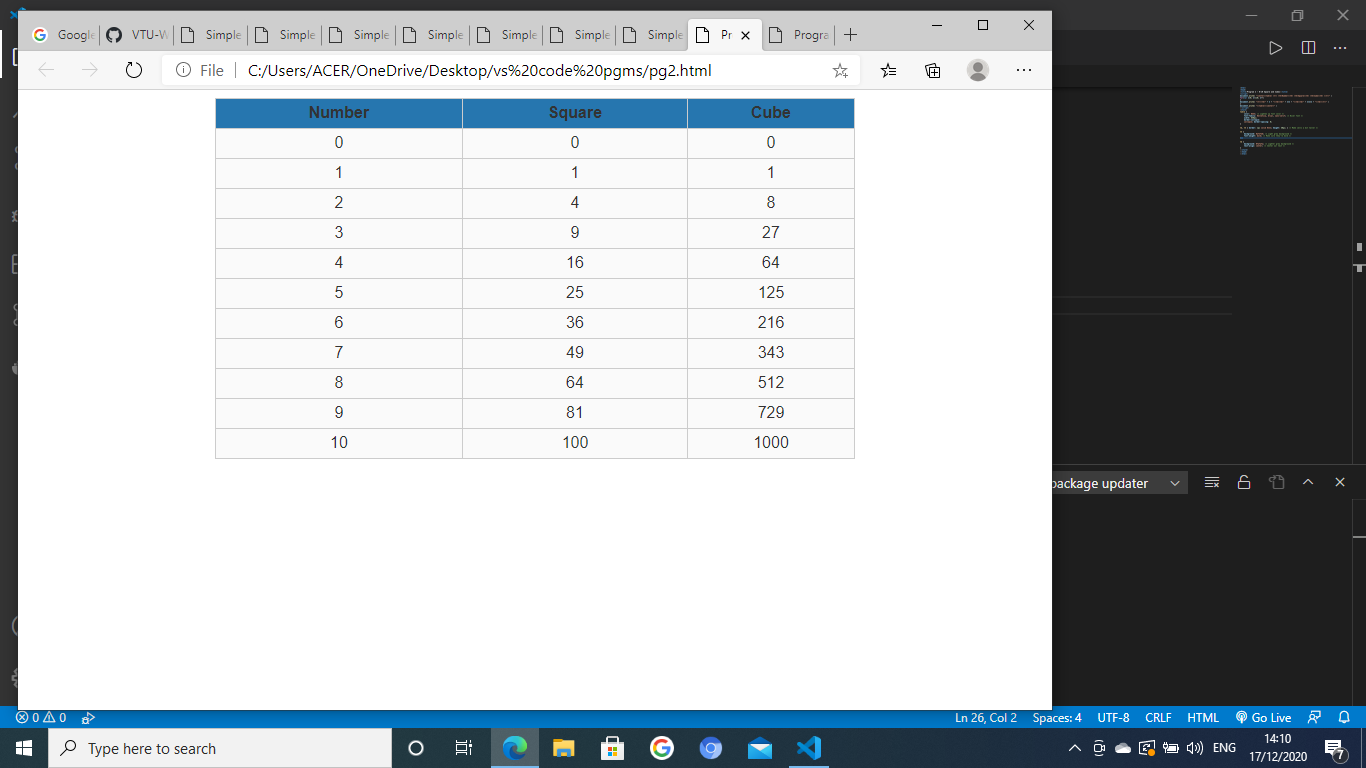 Google VTU-W Simple Simple Simple Simple Simple Simple Simple Pr Progra
File C:/Users/ACER/OneDrive/Desktop/vs%20code%20pgms/pg2.html
Number Square Cube
0 0 0
1 1 1
2 4 8
3 9 27
4 16 64
5 25 125
6 36 216
7 49 343
8 64 512
9 81 729
10 100 1000
package updater
0 0 Ln 26, Col 2 Spaces: 4 UTF-8 CRLF HTML Go Live
Type here to search
ENG
14:10
17/12/2020
7